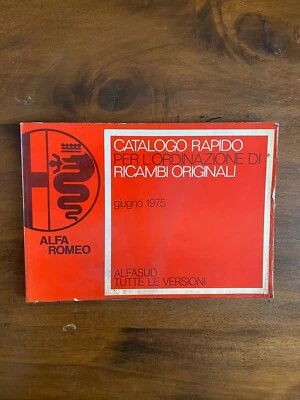 CATALOGO RAPIDO
PER L'ORDINAZIONE DI
RICAMBI ORIGINALI
giugno 1975
ALFA
ROMEO
ALFASUD
TUTTE LE VERSIONI